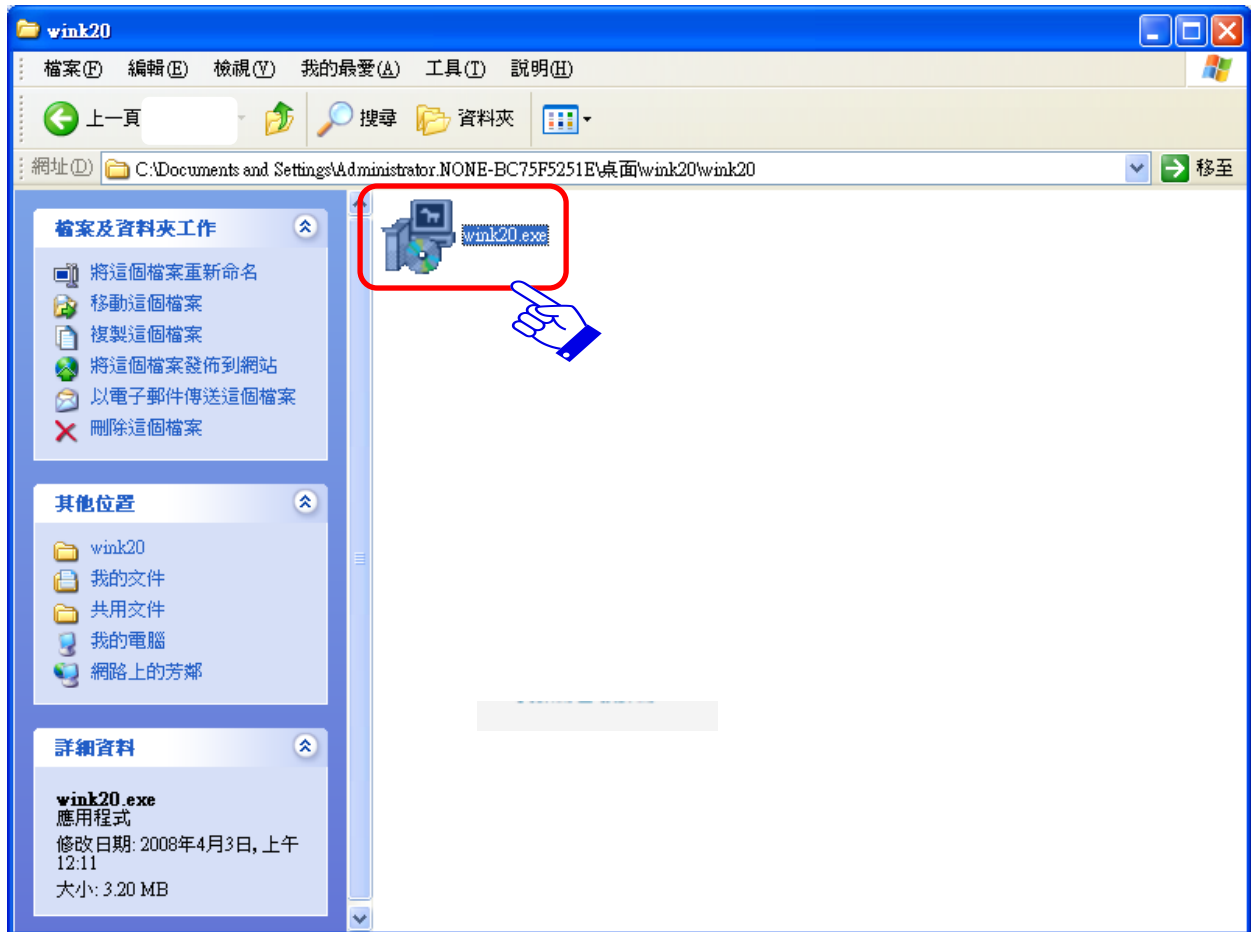 wink20
檔案(F) 編輯(E) 檢視(V) 我的最愛(A) 工具(T) 說明(H)
上一頁 搜尋 資料夾
網址(D) C:\Documents and Settings\Administrator.NONE-BC75F5251E\桌面\wink20\wink20 移至
檔案及資料夾工作
將這個檔案重新命名
移動這個檔案
複製這個檔案
將這個檔案發佈到網站
以電子郵件傳送這個檔案
刪除這個檔案
其他位置
wink20
我的文件
共用文件
我的電腦
網路上的芳鄰
詳細資料
wink20.exe
應用程式
修改日期: 2008年4月3日, 上午
12:11
大小: 3.20 MB
wink20.exe